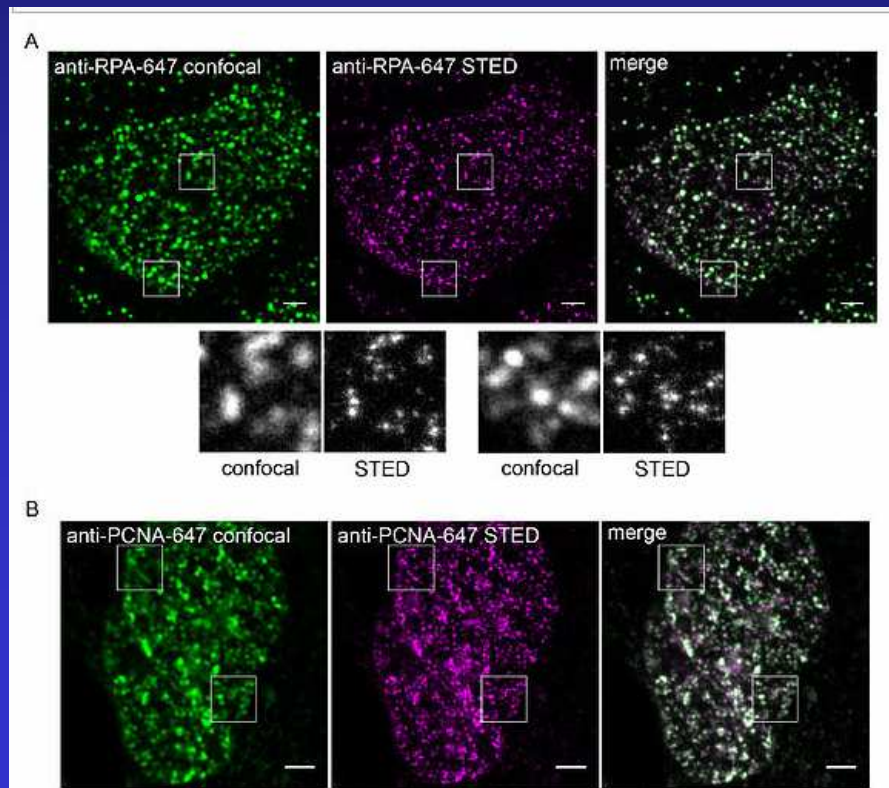 A
anti-RPA-647 confocal
anti-RPA-647 STED
merge
confocal
STED
confocal
STED
B
anti-PCNA-647 confocal
anti-PCNA-647 STED
merge